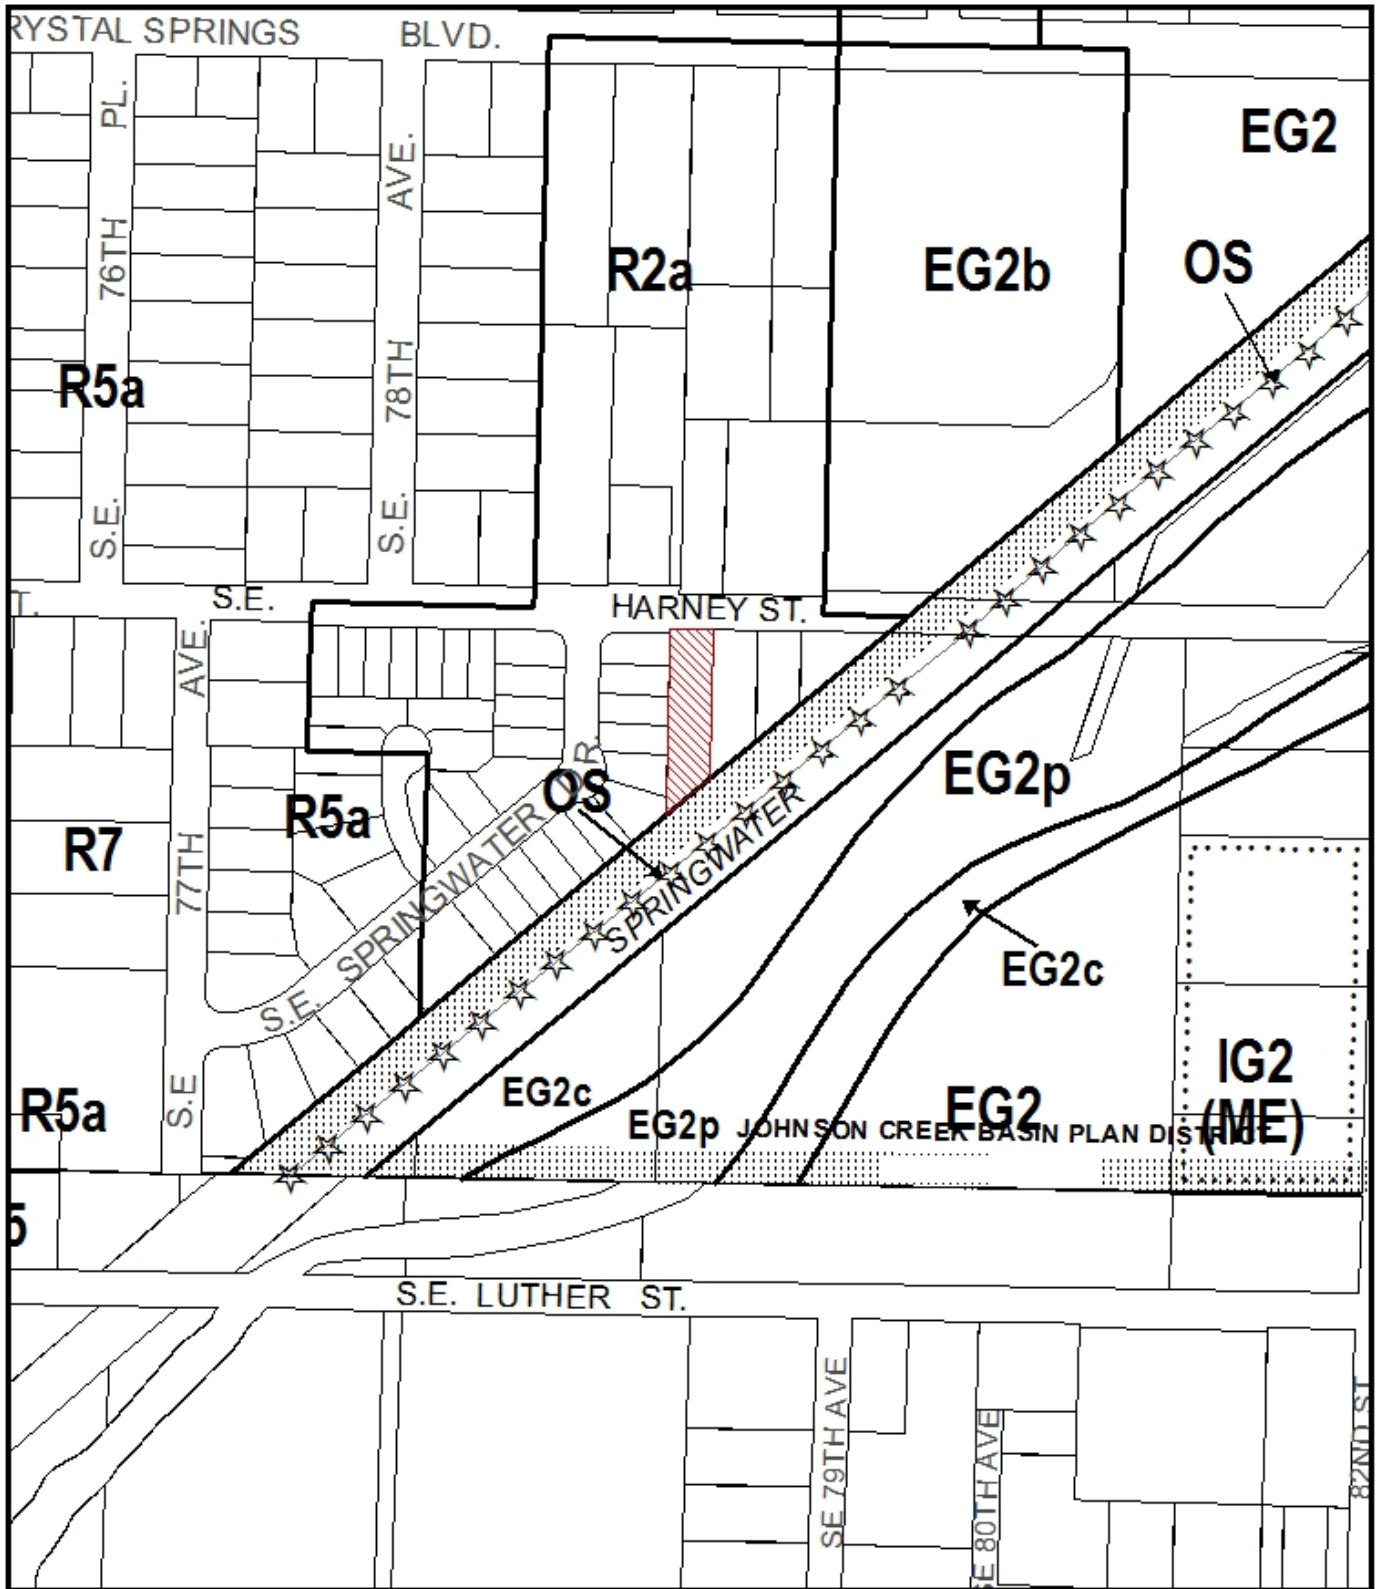 RYSTAL SPRINGS BLVD.
EG2
S.E. 76TH PL.
S.E. 78TH AVE.
R2a
EG2b
OS
R5a
T.
S.E. HARNEY ST.
S.E 77TH AVE.
EG2p
OS
R5a
R7
S.E. SPRINGWATER DR.
SPRINGWATER
EG2c
IG2
(ME)
EG2c
R5a
EG2p
EG2
JOHNSON CREEK BASIN PLAN DISTRICT
5
S.E. LUTHER ST.
SE 79TH AVE
SE 80TH AVE
82ND ST